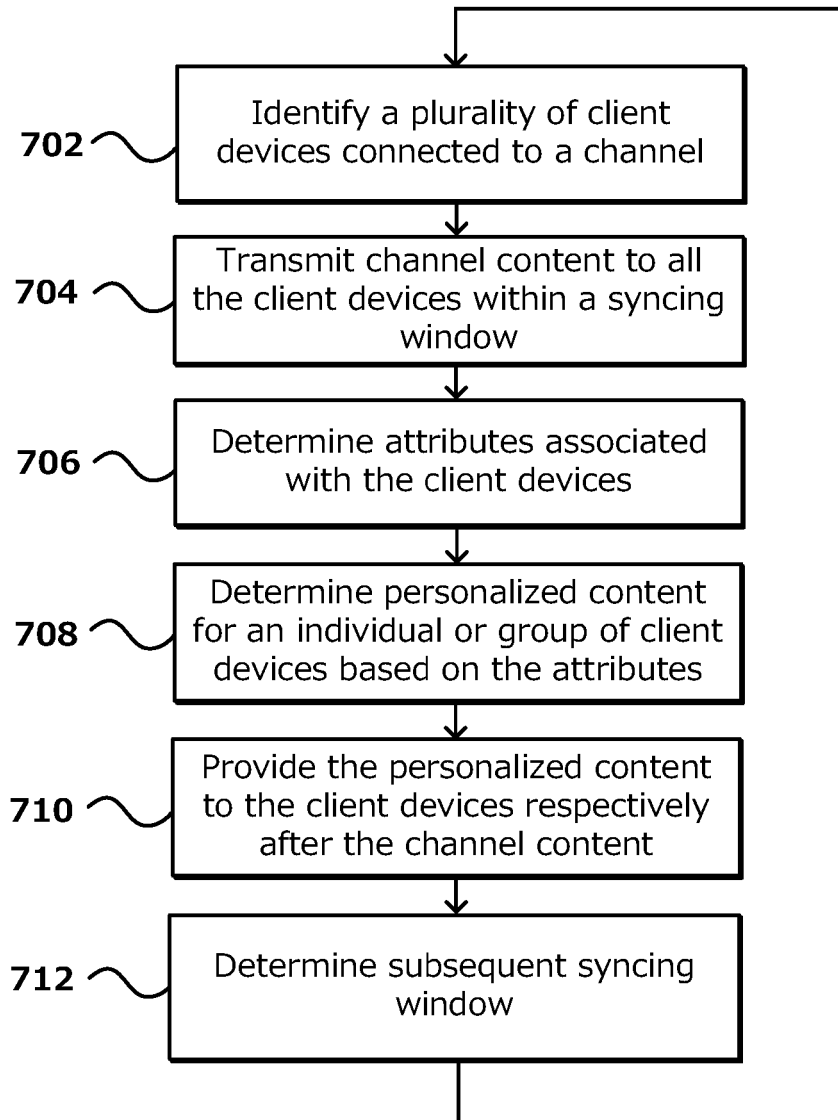 702
Identify a plurality of client
devices connected to a channel
704
Transmit channel content to all
the client devices within a syncing
window
706
Determine attributes associated
with the client devices
708
Determine personalized content
for an individual or group of client
devices based on the attributes
710
Provide the personalized content
to the client devices respectively
after the channel content
712
Determine subsequent syncing
window